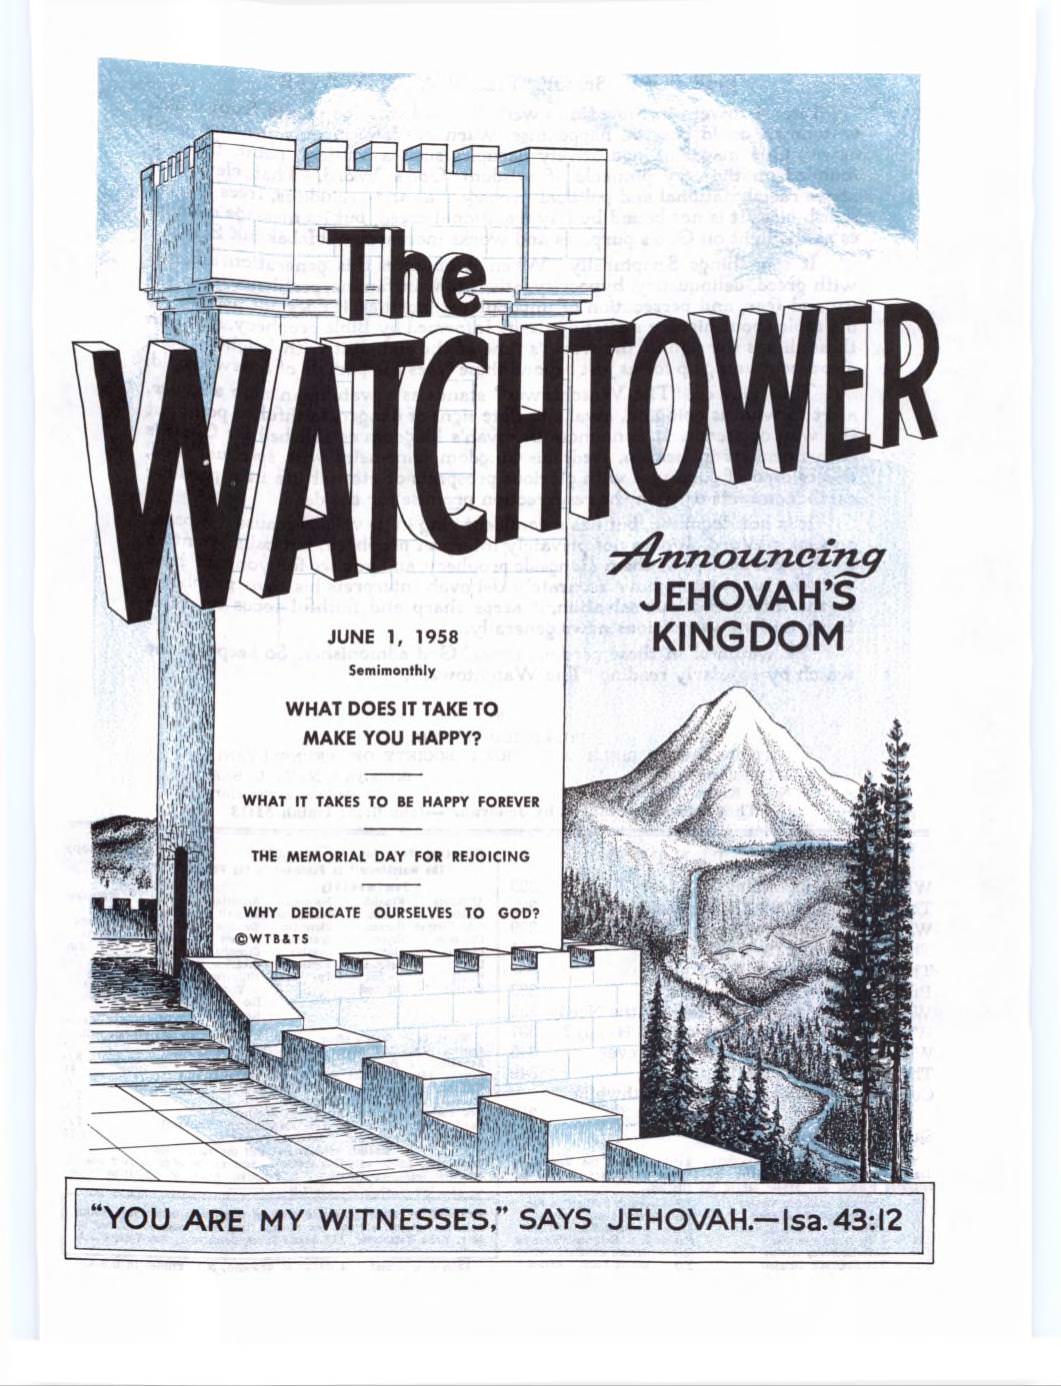 The
WATCHTOWER
Announcing
JEHOVAH'S
KINGDOM
JUNE 1, 1958
Semimonthly
WHAT DOES IT TAKE TO
MAKE YOU HAPPY?
WHAT IT TAKES TO BE HAPPY FOREVER
THE MEMORIAL DAY FOR REJOICING
WHY DEDICATE OURSELVES TO GOD?
©WTB&TS
"YOU ARE MY WITNESSES," SAYS JEHOVAH.—Isa. 43:12